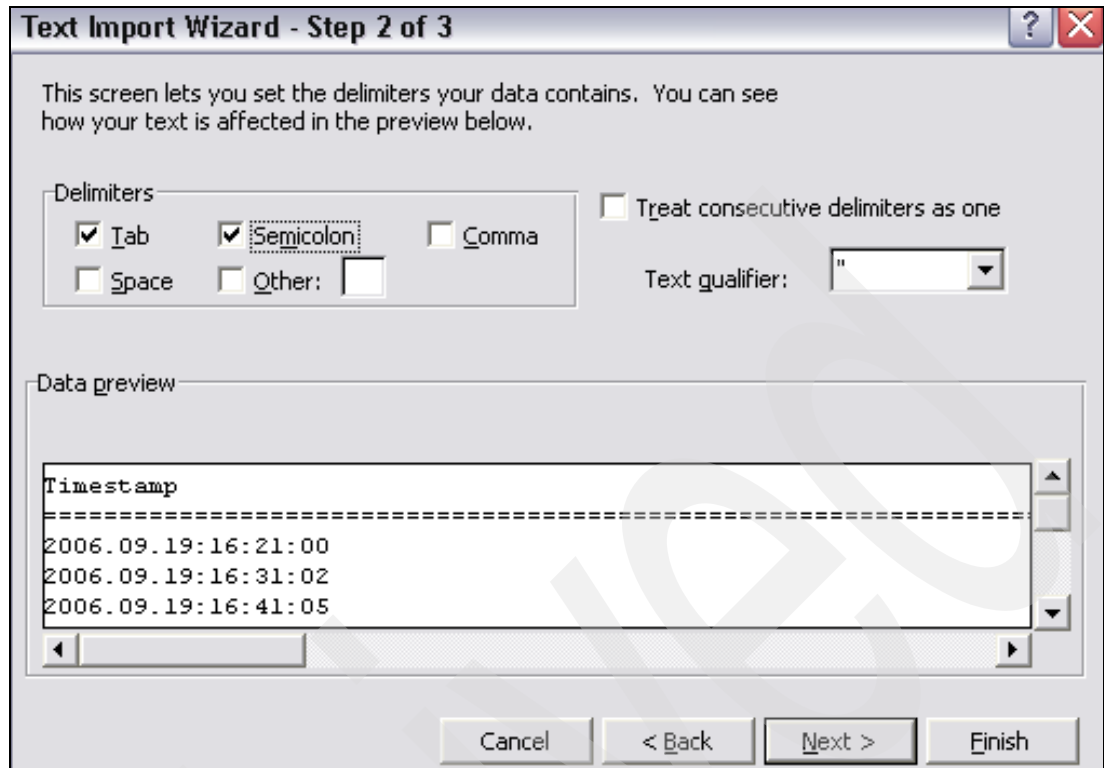 Text Import Wizard - Step 2 of 3
This screen lets you set the delimiters your data contains. You can see
how your text is affected in the preview below.
Delimiters
Tab
Semicolon
Comma
Space
Other:
Treat consecutive delimiters as one
Text qualifier: "
Data preview
Timestamp
======================================================================
2006.09.19:16:21:00
2006.09.19:16:31:02
2006.09.19:16:41:05
Cancel
< Back
Next >
Finish